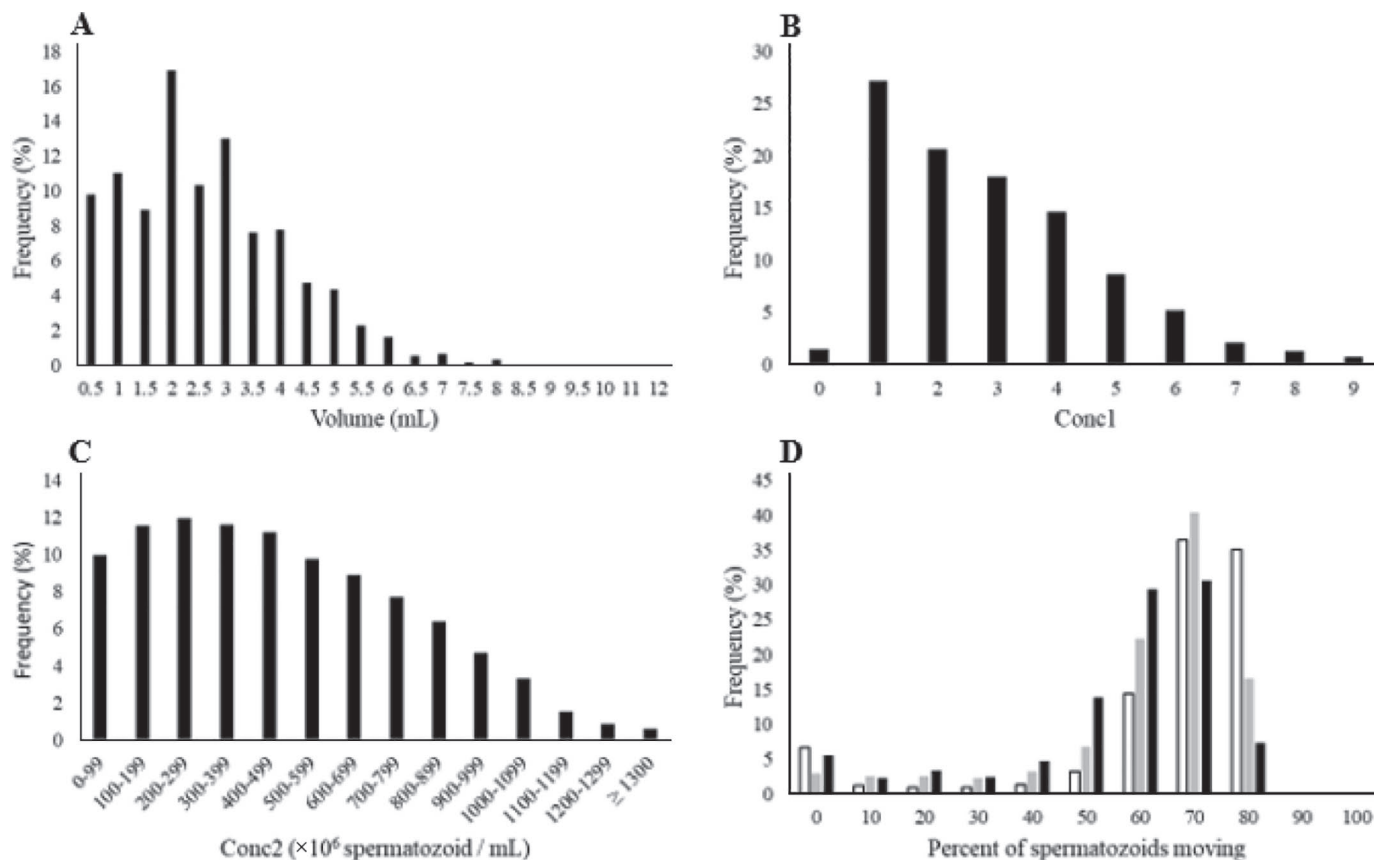 A
Frequency (%)
18
16
14
12
10
8
6
4
2
0
0.5 1 1.5 2 2.5 3 3.5 4 4.5 5 5.5 6 6.5 7 7.5 8 8.5 9 9.5 10 11 12
Volume (mL)
B
Frequency (%)
30
25
20
15
10
5
0
0 1 2 3 4 5 6 7 8 9
Conc1
C
Frequency (%)
14
12
10
8
6
4
2
0
0-99 100-199 200-299 300-399 400-499 500-599 600-699 700-799 800-899 900-999 1000-1099 1100-1199 1200-1299 ≥ 1300
Conc2 (×10⁶ spermatozoid / mL)
D
Frequency (%)
45
40
35
30
25
20
15
10
5
0
0 10 20 30 40 50 60 70 80 90 100
Percent of spermatozoids moving